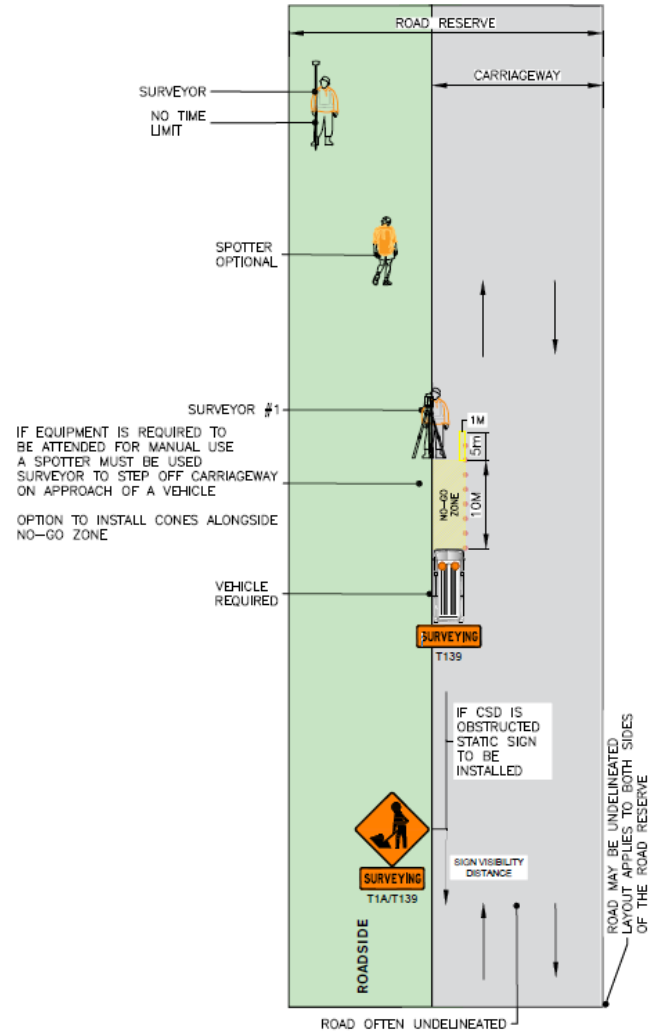 ROAD RESERVE
CARRIAGEWAY
SURVEYOR
NO TIME
LIMIT
SPOTTER
OPTIONAL
SURVEYOR #1
1M
5m
IF EQUIPMENT IS REQUIRED TO
BE ATTENDED FOR MANUAL USE
A SPOTTER MUST BE USED
SURVEYOR TO STEP OFF CARRIAGEWAY
ON APPROACH OF A VEHICLE
OPTION TO INSTALL CONES ALONGSIDE
NO-GO ZONE
NO-GO
ZONE
10M
VEHICLE
REQUIRED
SURVEYING
T139
IF CSD IS
OBSTRUCTED
STATIC SIGN
TO BE
INSTALLED
SURVEYING
T1A/T139
SIGN VISIBILITY
DISTANCE
ROAD MAY BE UNDELINEATED
LAYOUT APPLIES TO BOTH SIDES
OF THE ROAD RESERVE
ROADSIDE
ROAD OFTEN UNDELINEATED